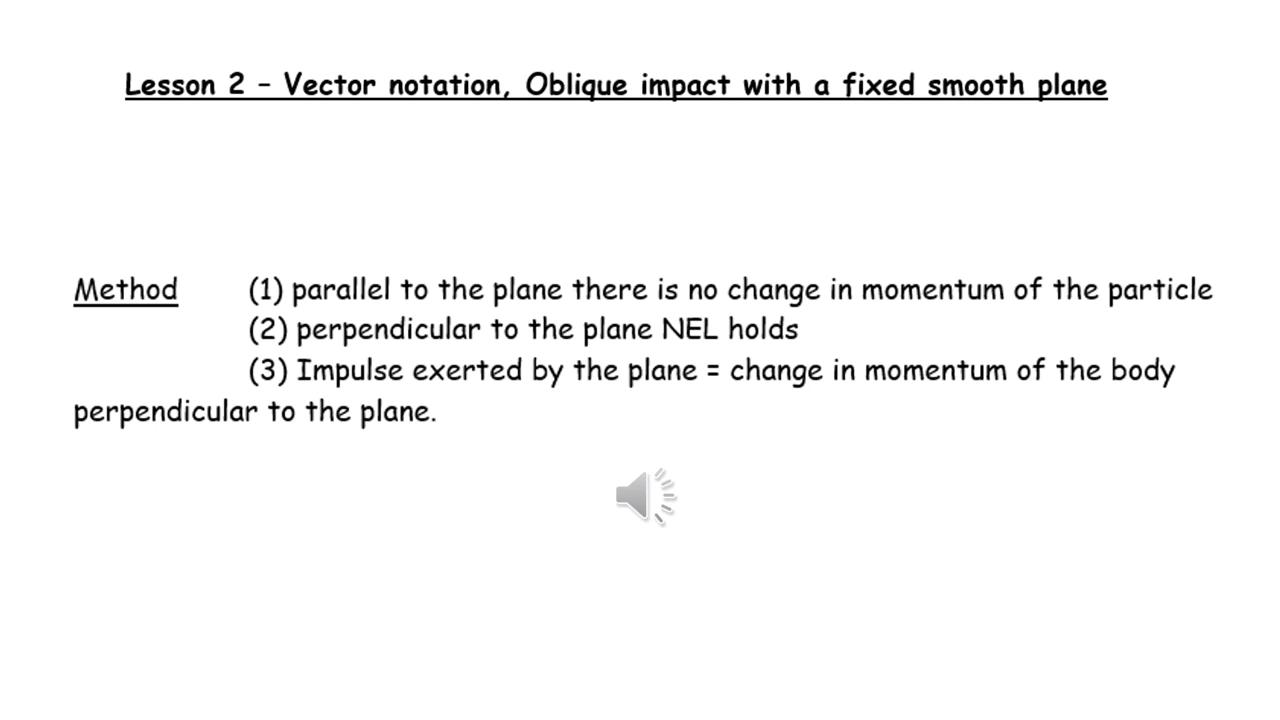 Lesson 2 – Vector notation, Oblique impact with a fixed smooth plane
Method (1) parallel to the plane there is no change in momentum of the particle
(2) perpendicular to the plane NEL holds
(3) Impulse exerted by the plane = change in momentum of the body
perpendicular to the plane.